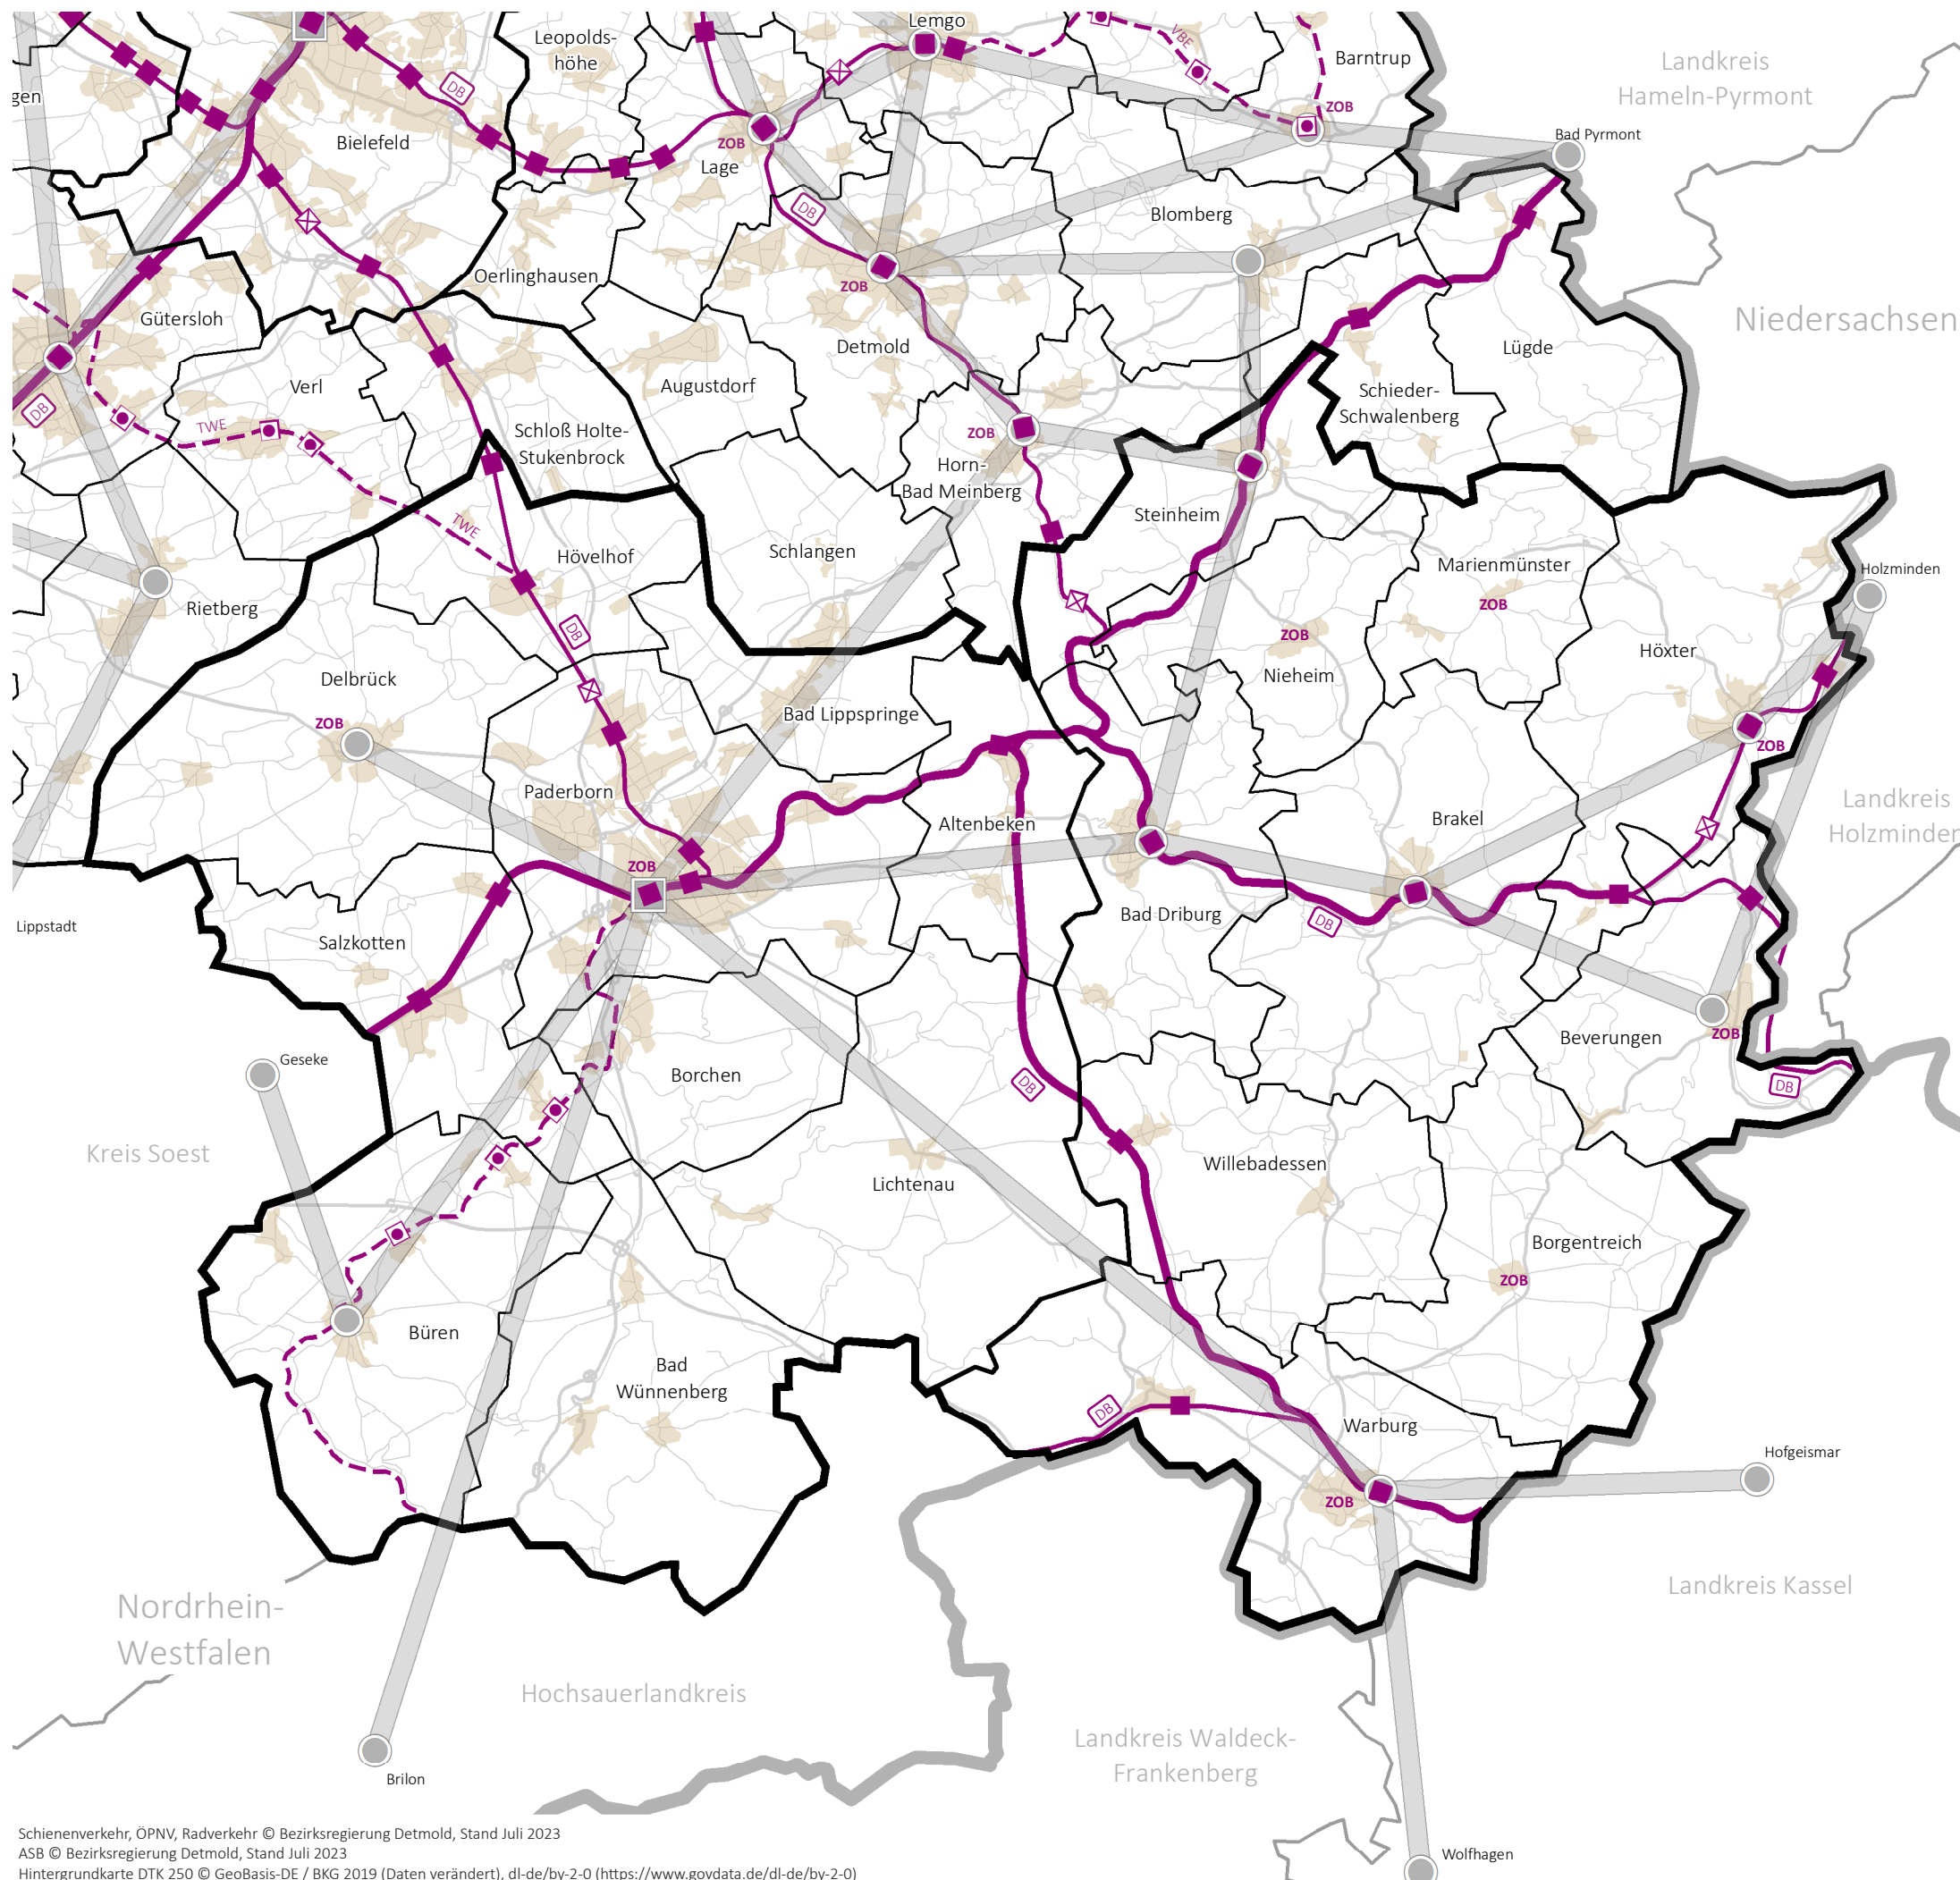 Lemgo
Leopolds-
höhe
VBE
Barntrup
Landkreis
Hameln-Pyrmont
gen
DB
ZOB
Bielefeld
ZOB
Lage
Bad Pyrmont
DB
Blomberg
Oerlinghausen
ZOB
Gütersloh
Niedersachsen
Detmold
Lügde
Verl
Augustdorf
Schieder-
Schwalenberg
DB
TWE
Schloß Holte-
Stukenbrock
ZOB
Horn-
Bad Meinberg
Steinheim
TWE
Hövelhof
Schlangen
Marienmünster
ZOB
Holzminden
Rietberg
DB
ZOB
Nieheim
Höxter
Delbrück
ZOB
Bad Lippspringe
ZOB
Paderborn
Altenbeken
Brakel
Landkreis
Holzminden
ZOB
Bad Driburg
DB
Lippstadt
Salzkotten
Beverungen
ZOB
Geseke
Borchen
DB
DB
Kreis Soest
Willebadessen
Lichtenau
Borgentreich
ZOB
Büren
Bad
Wünnenberg
DB
Warburg
Hofgeismar
ZOB
Landkreis Kassel
Nordrhein-
Westfalen
Hochsauerlandkreis
Landkreis Waldeck-
Frankenberg
Brilon
Wolfhagen
Schienenverkehr, ÖPNV, Radverkehr © Bezirksregierung Detmold, Stand Juli 2023
ASB © Bezirksregierung Detmold, Stand Juli 2023
Hintergrundkarte DTK 250 © GeoBasis-DE / BKG 2019 (Daten verändert), dl-de/by-2-0 (https://www.govdata.de/dl-de/by-2-0)